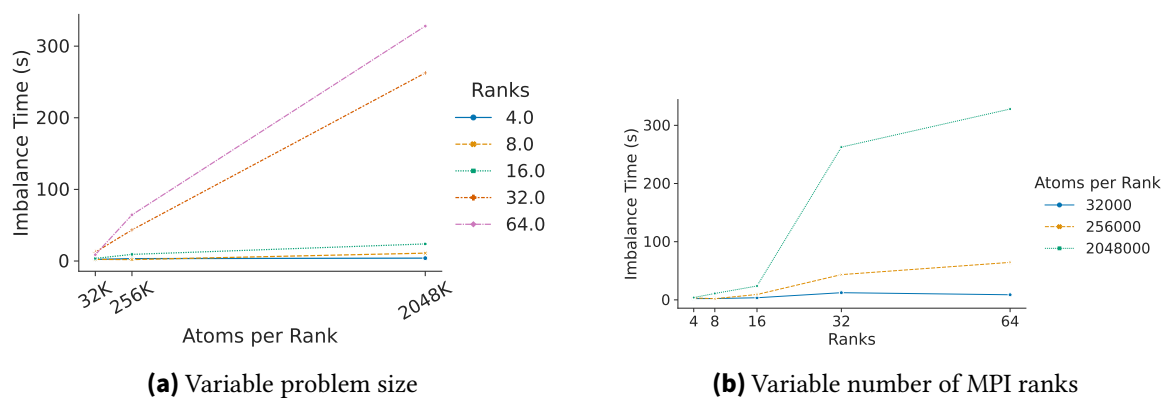 Imbalance Time (s)
300
200
100
0
32K
256K
2048K
Atoms per Rank
Ranks
4.0
8.0
16.0
32.0
64.0
(a) Variable problem size
Imbalance Time (s)
300
200
100
0
4 8 16 32 64
Ranks
Atoms per Rank
32000
256000
2048000
(b) Variable number of MPI ranks